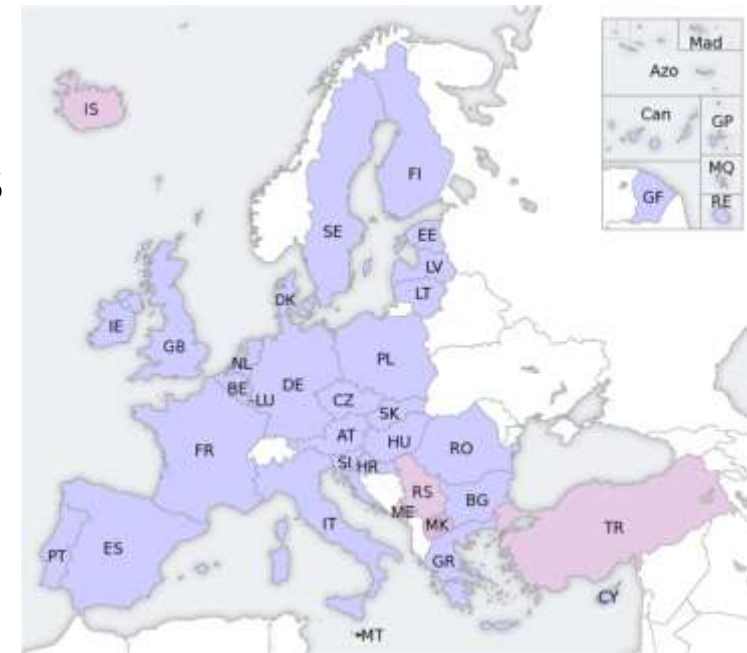 Mad
Azo
IS
Can
GP
MQ
FI
GF
RE
SE
EE
LV
LT
DK
IE
GB
NL
PL
BE
DE
LU
CZ
SK
AT
HU
FR
RO
SI
HR
RS
BG
ME
MK
IT
TR
PT
ES
GR
CY
MT